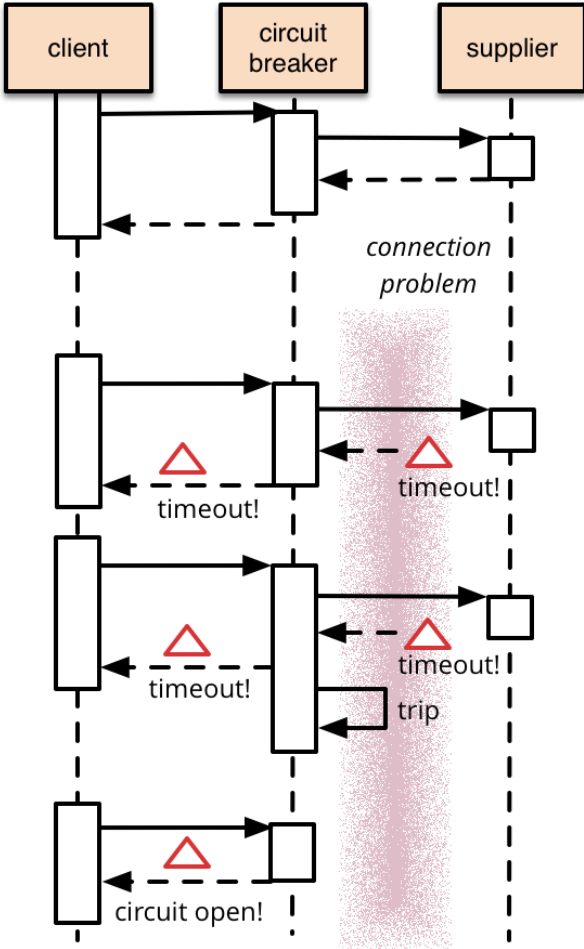 client
circuit
breaker
supplier
connection
problem
timeout!
timeout!
timeout!
timeout!
trip
circuit open!